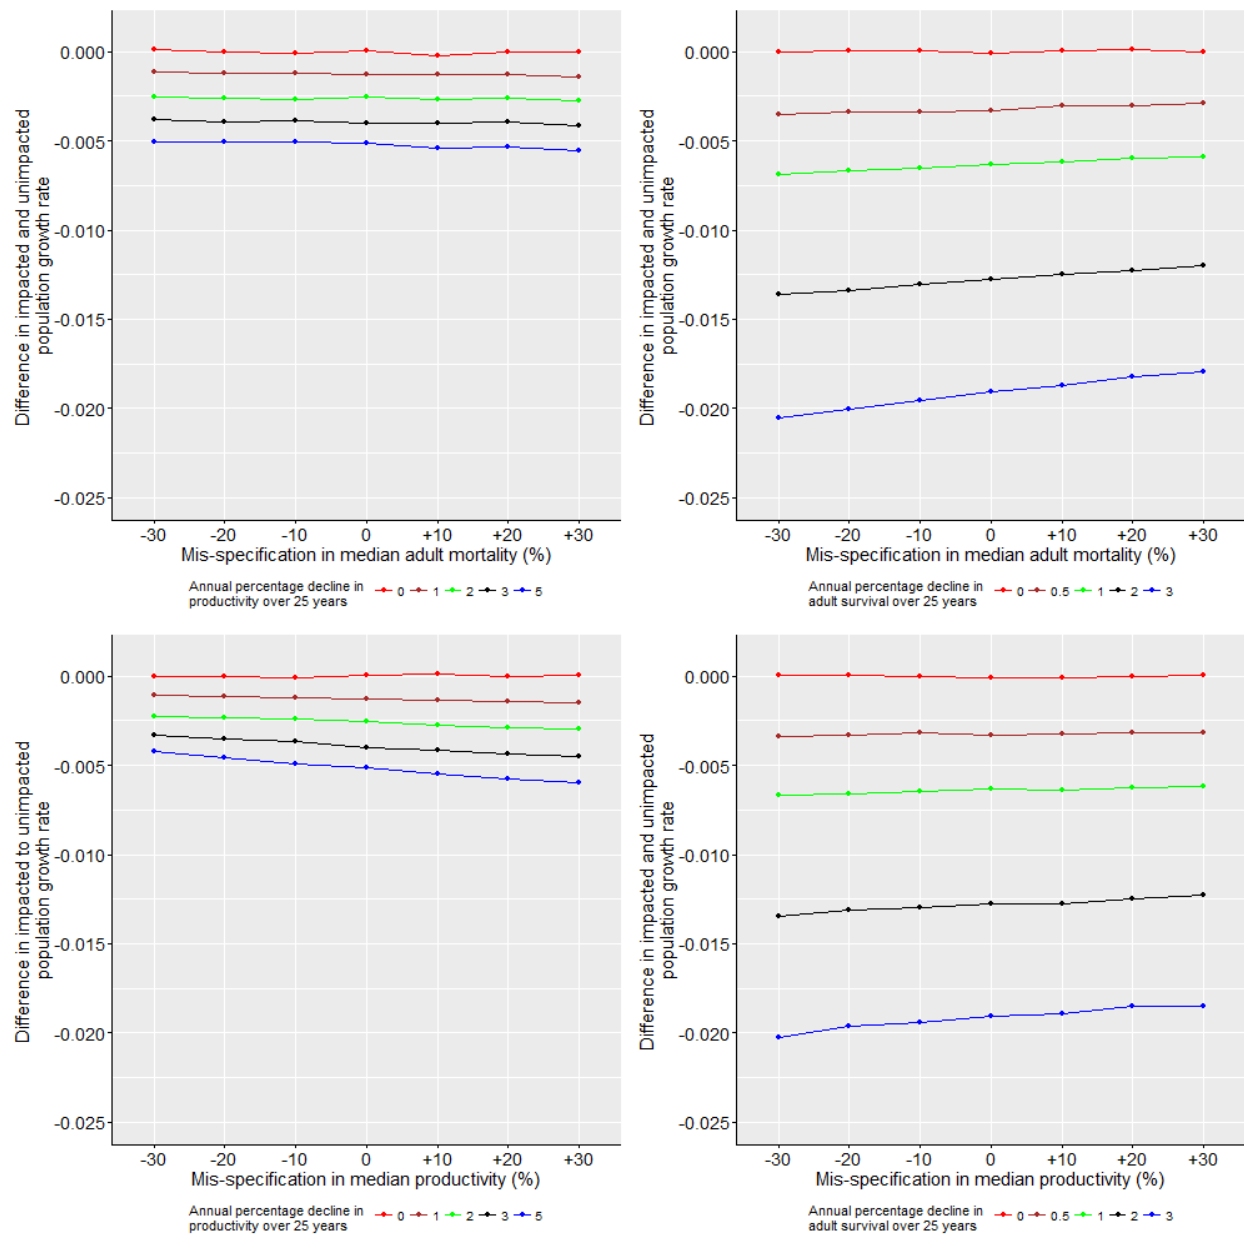 Difference in impacted and unimpacted
population growth rate
0.000
-0.005
-0.010
-0.015
-0.020
-0.025
-30 -20 -10 0 +10 +20 +30
Mis-specification in median adult mortality (%)
Annual percentage decline in
productivity over 25 years 0 1 2 3 5
Difference in impacted and unimpacted
population growth rate
0.000
-0.005
-0.010
-0.015
-0.020
-0.025
-30 -20 -10 0 +10 +20 +30
Mis-specification in median adult mortality (%)
Annual percentage decline in
adult survival over 25 years 0 0.5 1 2 3
Difference in impacted to unimpacted
population growth rate
0.000
-0.005
-0.010
-0.015
-0.020
-0.025
-30 -20 -10 0 +10 +20 +30
Mis-specification in median productivity (%)
Annual percentage decline in
productivity over 25 years 0 1 2 3 5
Difference in impacted and unimpacted
population growth rate
0.000
-0.005
-0.010
-0.015
-0.020
-0.025
-30 -20 -10 0 +10 +20 +30
Mis-specification in median productivity (%)
Annual percentage decline in
adult survival over 25 years 0 0.5 1 2 3